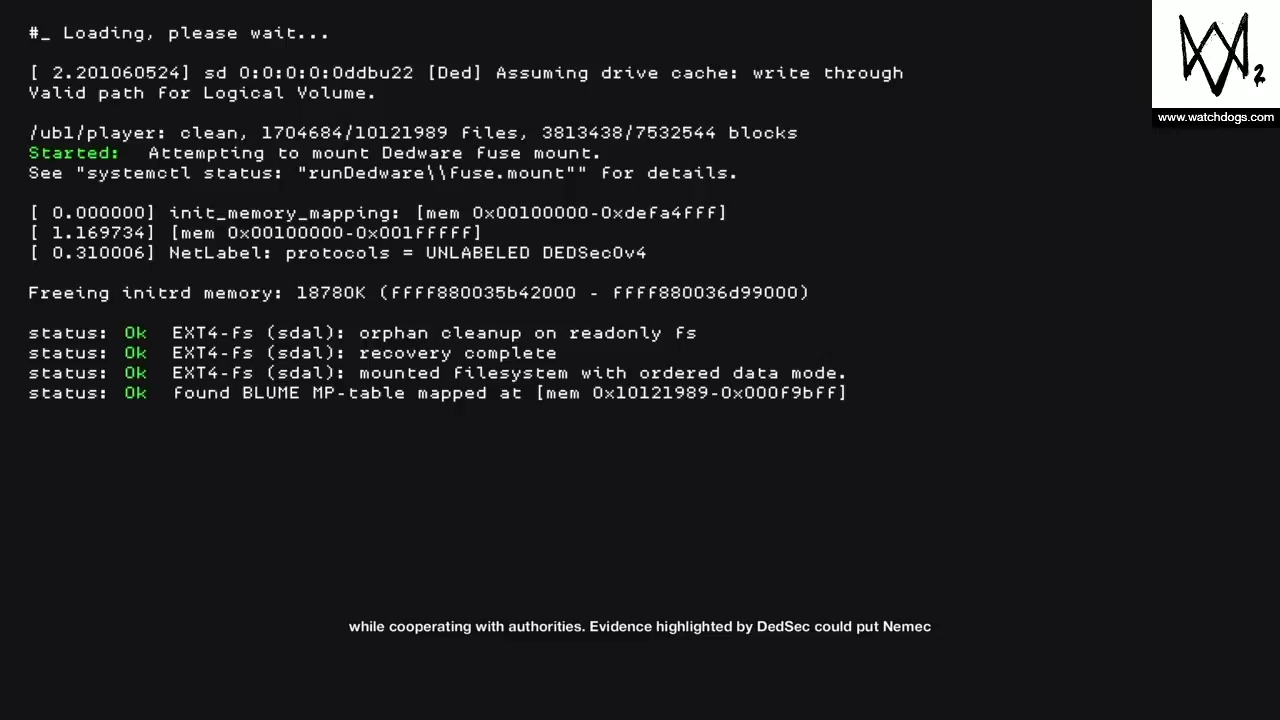 #_ Loading, please wait...
2
www.watchdogs.com
[ 2.201060524] sd 0:0:0:0:0ddbu22 [Ded] Assuming drive cache: write through
Valid path for Logical Volume.
/ubl/player: clean, 1704684/10121989 files, 3813438/7532544 blocks
Started: Attempting to mount Dedware fuse mount.
See "systemctl status: "runDedware\\fuse.mount"" for details.
[ 0.000000] init_memory_mapping: [mem 0x00100000-0xdefa4fff]
[ 1.169734] [mem 0x00100000-0x001fffff]
[ 0.310006] NetLabel: protocols = UNLABELED DEDSecOv4
Freeing initrd memory: 18780K (ffff880035b42000 - ffff880036d99000)
status: Ok EXT4-fs (sdal): orphan cleanup on readonly fs
status: Ok EXT4-fs (sdal): recovery complete
status: Ok EXT4-fs (sdal): mounted filesystem with ordered data mode.
status: Ok found BLUME MP-table mapped at [mem 0x10121989-0x000f9bff]
while cooperating with authorities. Evidence highlighted by DedSec could put Nemec